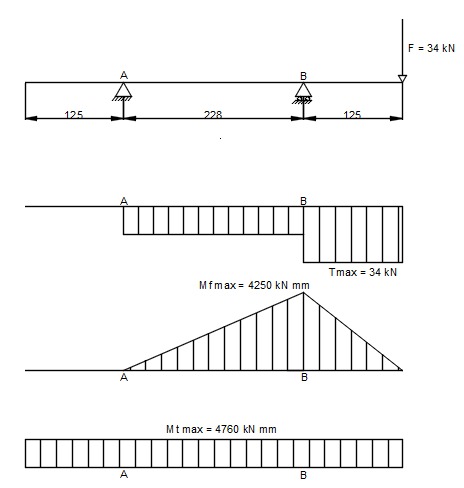 F = 34 kN
A
B
125
228
125
A
B
Tmax = 34 kN
Mfmax = 4250 kN mm
A
B
Mt max = 4760 kN mm
A
B